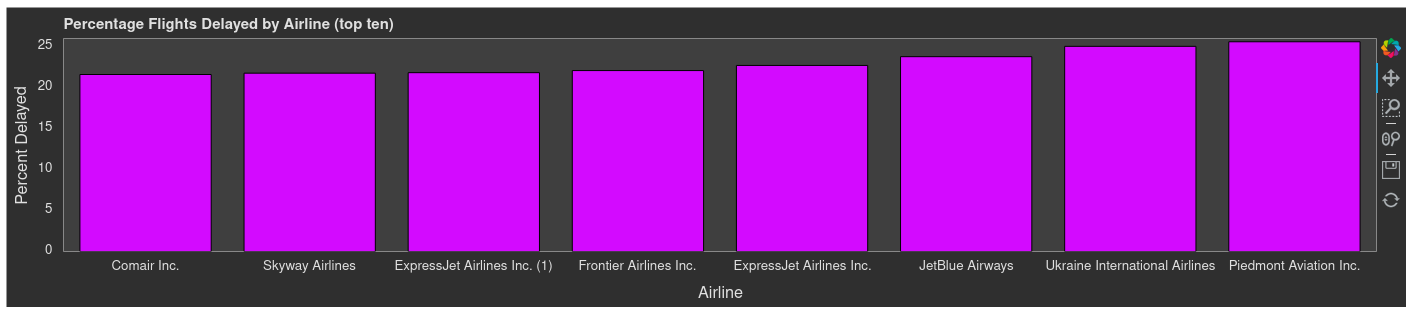 Percentage Flights Delayed by Airline (top ten)
Percent Delayed
25
20
15
10
5
0
Comair Inc. Skyway Airlines ExpressJet Airlines Inc. (1) Frontier Airlines Inc. ExpressJet Airlines Inc. JetBlue Airways Ukraine International Airlines Piedmont Aviation Inc.
Airline